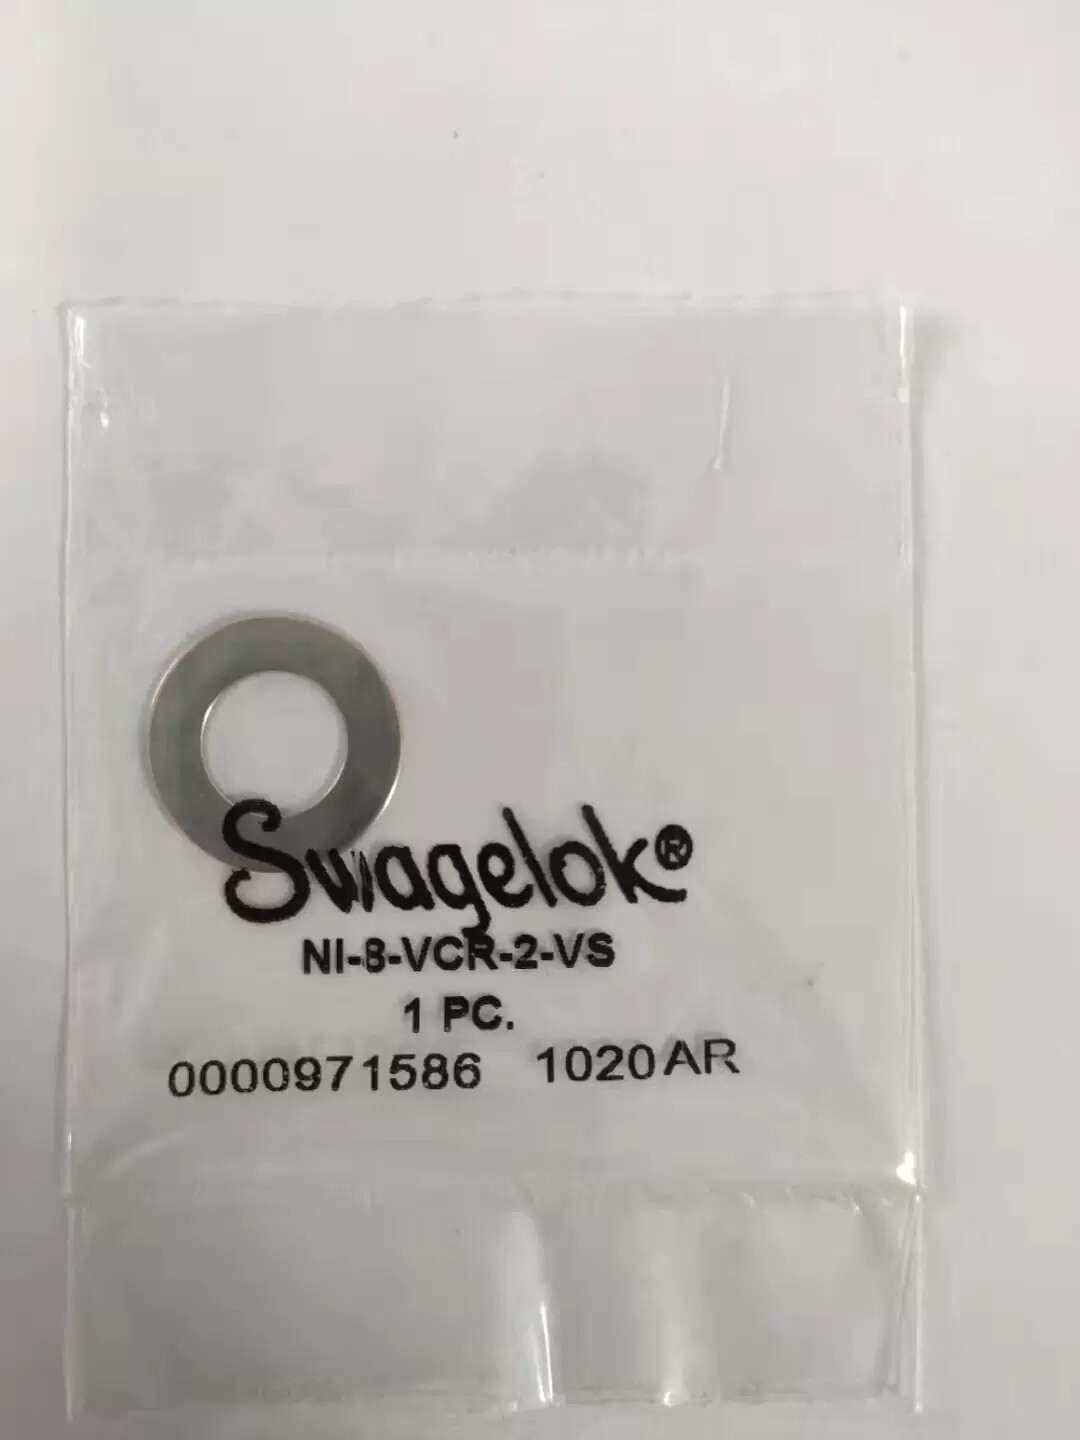 Swagelok®
NI-8-VCR-2-VS
1 PC.
0000971586 1020AR